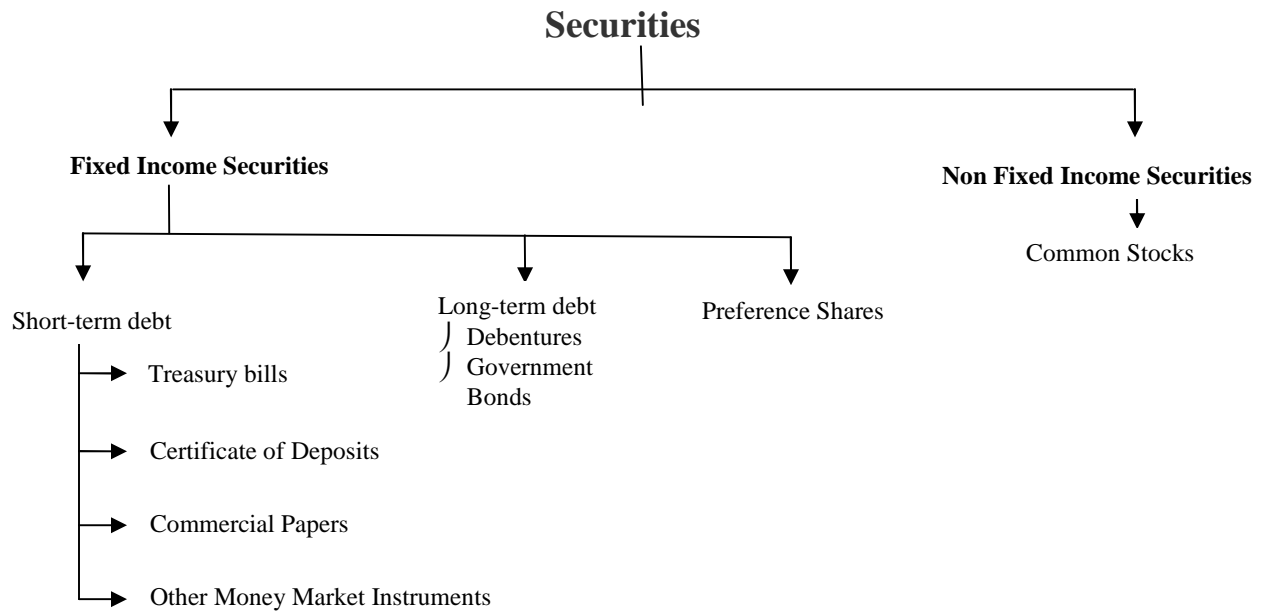 Securities
Fixed Income Securities
Non Fixed Income Securities
Common Stocks
Short-term debt
Treasury bills
Certificate of Deposits
Commercial Papers
Other Money Market Instruments
Long-term debt
Debentures
Government
Bonds
Preference Shares